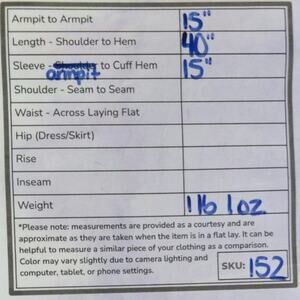 Armpit to Armpit 15"
Length - Shoulder to Hem 40"
Sleeve - Shoulder to Cuff Hem 15"
armpit
Shoulder - Seam to Seam
Waist - Across Laying Flat
Hip (Dress/Skirt)
Rise
Inseam
Weight 1 lb 1 oz
*Please note: measurements are provided as a courtesy and are
approximate as they are taken when the item is in a flat lay. It can be
helpful to measure a similar piece of your clothing as a comparison.
Color may vary slightly due to camera lighting and
computer, tablet, or phone settings.
SKU: 152